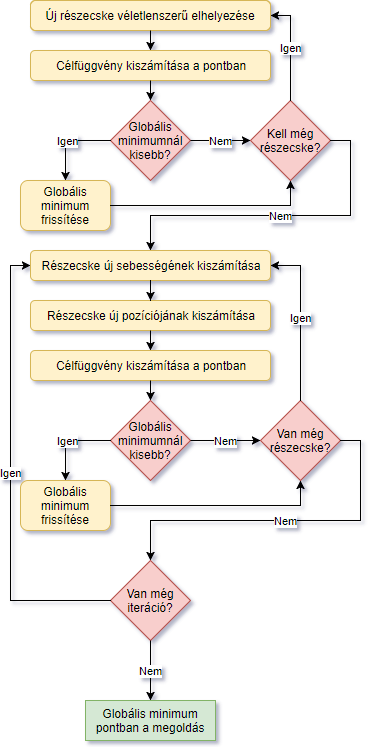 Új részecske véletlenszerű elhelyezése
Igen
Célfüggvény kiszámítása a pontban
Globális
minimumnál
kisebb?
Kell még
részecske?
Igen
Nem
Globális
minimum
frissítése
Nem
Részecske új sebességének kiszámítása
Részecske új pozíciójának kiszámítása
Igen
Célfüggvény kiszámítása a pontban
Globális
minimumnál
kisebb?
Van még
részecske?
Igen
Nem
Igen
Globális
minimum
frissítése
Nem
Van még
iteráció?
Nem
Globális minimum
pontban a megoldás